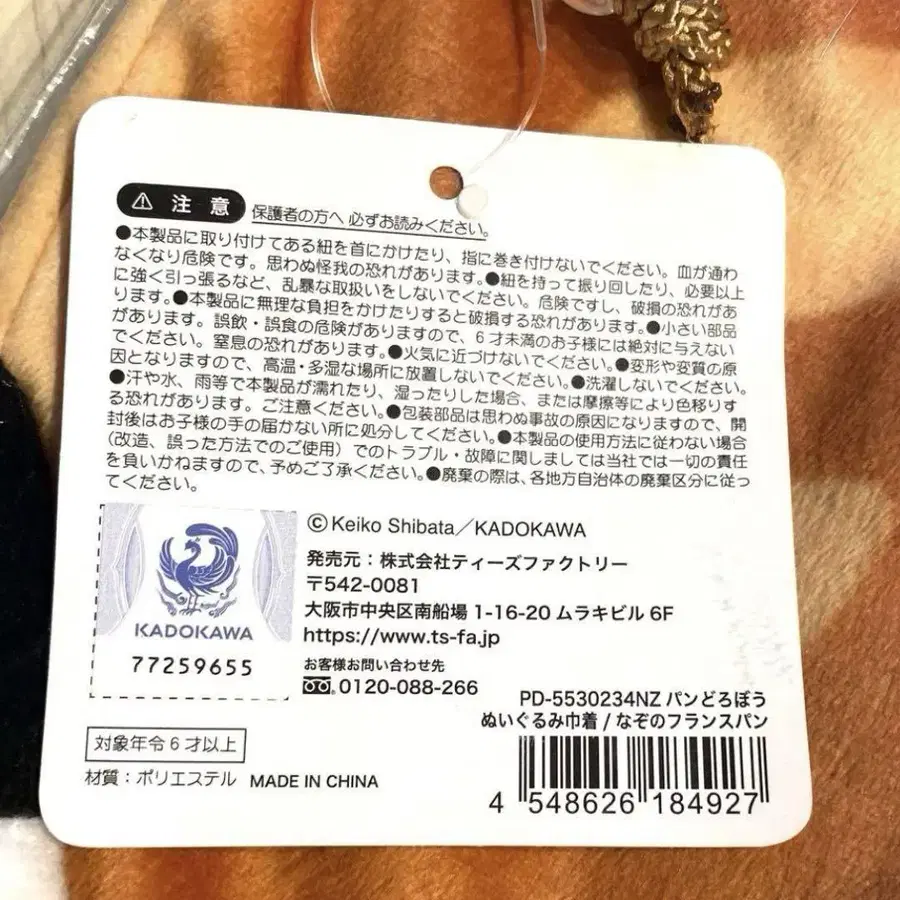 ⚠ 注意 保護者の方へ 必ずお読みください。
●本製品に取り付けてある紐を首にかけたり、指に巻き付けないでください。血が通わ
なくなり危険です。思わぬ怪我の恐れがあります。●紐を持って振り回したり、必要以上
に強く引っ張るなど、乱暴な取扱いをしないでください。危険ですし、破損の恐れがあ
ります。●本製品に無理な負担をかけたりすると破損する恐れがあります。●小さい部品
があります。誤飲・誤食の危険がありますので、6才未満のお子様には絶対に与えない
でください。窒息の恐れがあります。●火気に近づけないでください。●変形や変質の原
因となりますので、高温・多湿な場所に放置しないでください。●洗濯しないでください。
●汗や水、雨等で本製品が濡れたり、湿ったりした場合、または摩擦等により色移りす
る恐れがあります。ご注意ください。●包装部品は思わぬ事故の原因になりますので、開
封後はお子様の手の届かない所に処分してください。●本製品の使用方法に従わない場合
(改造、誤った方法でのご使用)でのトラブル・故障に関しましては当社では一切の責任
を負いかねますので、予めご了承ください。●廃棄の際は、各地方自治体の廃棄区分に従っ
てください。
KADOKAWA
77259655
©Keiko Shibata/KADOKAWA
発売元:株式会社ティーズファクトリー
〒542-0081
大阪市中央区南船場 1-16-20 ムラキビル 6F
https://www.ts-fa.jp
お客様お問い合わせ先
0120-088-266
PD-5530234NZ パンどろぼう
ぬいぐるみ巾着 / なぞのフランスパン
対象年令6才以上
材質:ポリエステル MADE IN CHINA
4 548626 184927